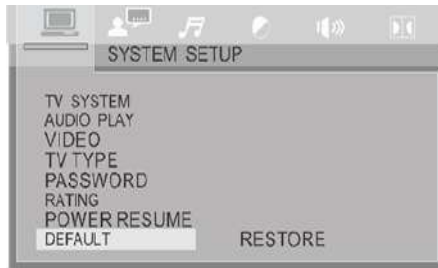 SYSTEM SETUP
TV SYSTEM
AUDIO PLAY
VIDEO
TV TYPE
PASSWORD
RATING
POWER RESUME
DEFAULT RESTORE